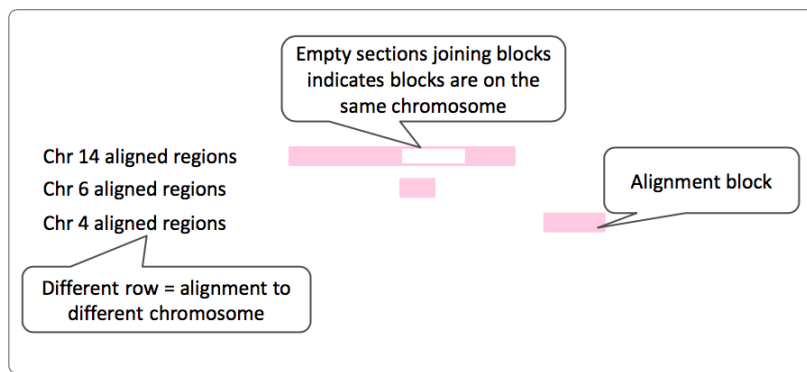 Empty sections joining blocks
indicates blocks are on the
same chromosome
Chr 14 aligned regions
Chr 6 aligned regions
Alignment block
Chr 4 aligned regions
Different row = alignment to
different chromosome